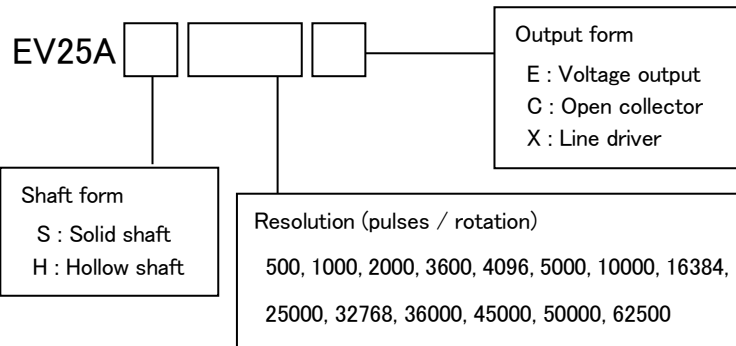 EV25A
Output form
E : Voltage output
C : Open collector
X : Line driver
Shaft form
S : Solid shaft
H : Hollow shaft
Resolution (pulses / rotation)
500, 1000, 2000, 3600, 4096, 5000, 10000, 16384,
25000, 32768, 36000, 45000, 50000, 62500